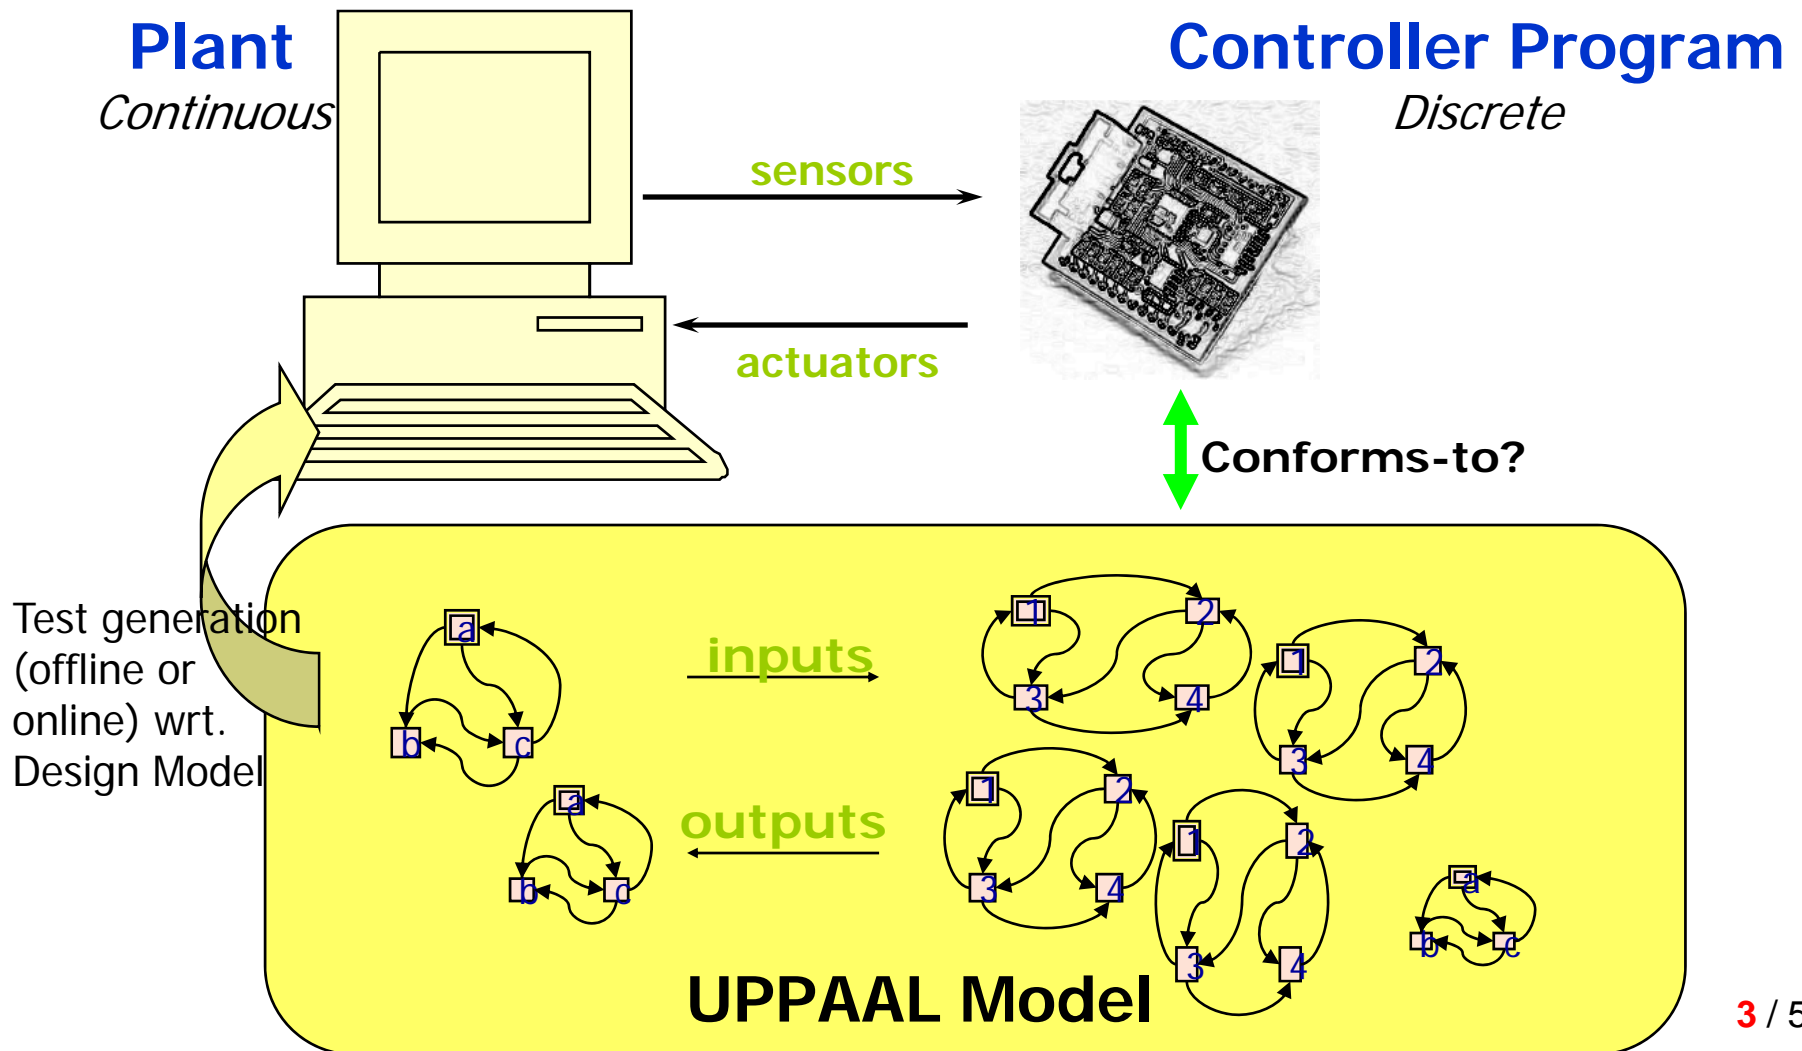 Plant
Continuous
Controller Program
Discrete
sensors
actuators
Conforms-to?
Test generation
(offline or
online) wrt.
Design Model
inputs
outputs
a
b
c
a
b
c
1
2
3
4
1
2
3
4
1
2
3
4
1
2
3
4
a
b
c
UPPAAL Model
3 / 5